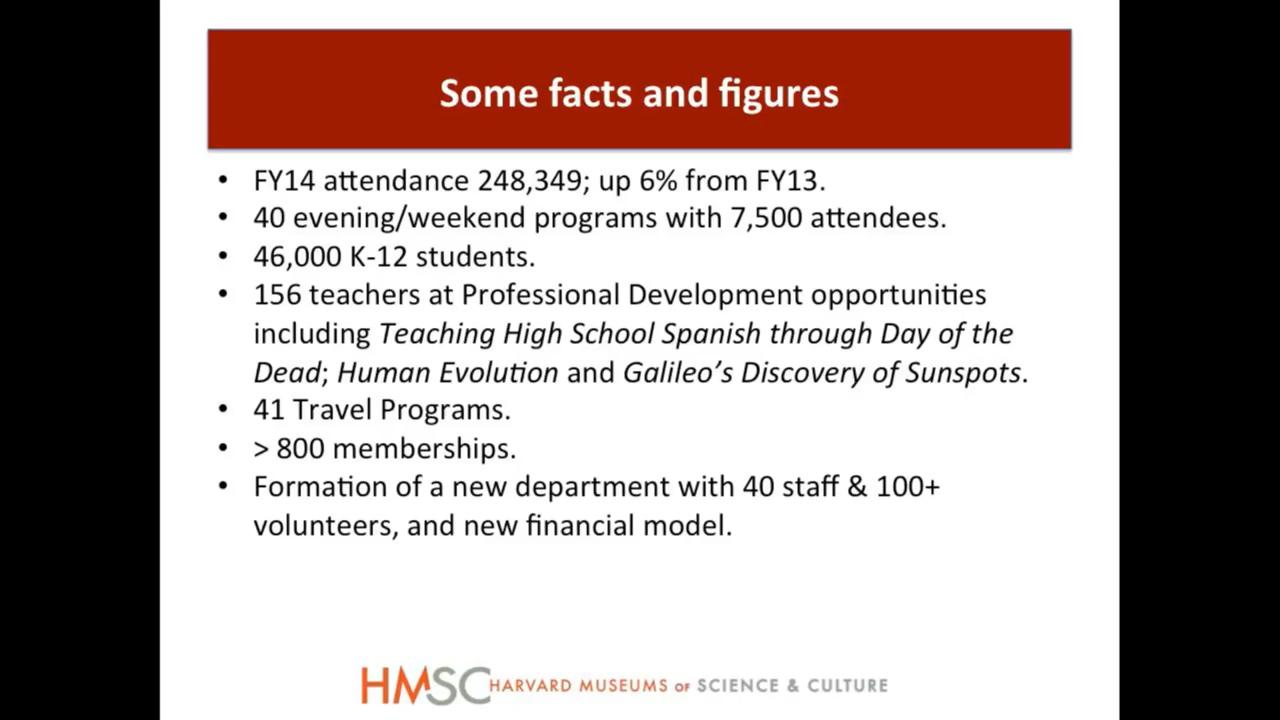 Some facts and figures
• FY14 attendance 248,349; up 6% from FY13.
• 40 evening/weekend programs with 7,500 attendees.
• 46,000 K-12 students.
• 156 teachers at Professional Development opportunities
including Teaching High School Spanish through Day of the
Dead; Human Evolution and Galileo’s Discovery of Sunspots.
• 41 Travel Programs.
• > 800 memberships.
• Formation of a new department with 40 staff & 100+
volunteers, and new financial model.
HMSC HARVARD MUSEUMS OF SCIENCE & CULTURE